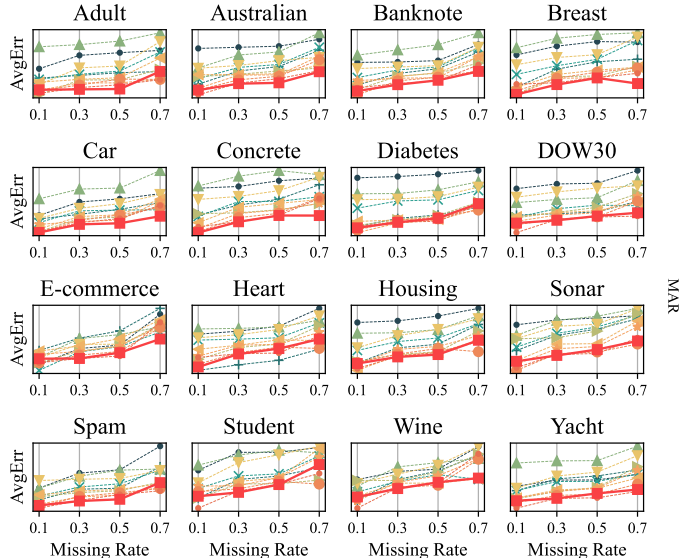 Adult Australian Banknote Breast
AvgErr
0.1 0.3 0.5 0.7 0.1 0.3 0.5 0.7 0.1 0.3 0.5 0.7 0.1 0.3 0.5 0.7
Car Concrete Diabetes DOW30
AvgErr
0.1 0.3 0.5 0.7 0.1 0.3 0.5 0.7 0.1 0.3 0.5 0.7 0.1 0.3 0.5 0.7
MAR
E-commerce Heart Housing Sonar
AvgErr
0.1 0.3 0.5 0.7 0.1 0.3 0.5 0.7 0.1 0.3 0.5 0.7 0.1 0.3 0.5 0.7
Spam Student Wine Yacht
AvgErr
0.1 0.3 0.5 0.7 0.1 0.3 0.5 0.7 0.1 0.3 0.5 0.7 0.1 0.3 0.5 0.7
Missing Rate Missing Rate Missing Rate Missing Rate